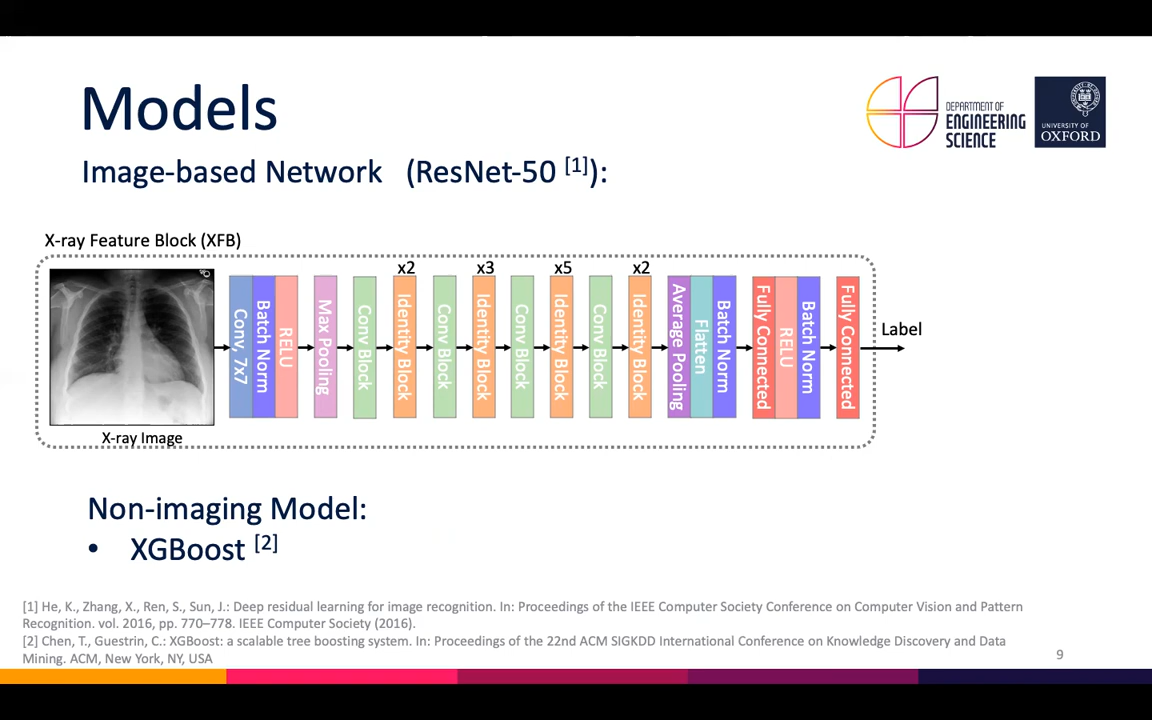 Models
DEPARTMENT OF
ENGINEERING
SCIENCE
UNIVERSITY OF
OXFORD
Image-based Network (ResNet-50 [1]):
X-ray Feature Block (XFB)
x2 x3 x5 x2
Conv, 7x7
Batch Norm
RELU
Max Pooling
Conv Block
Identity Block
Conv Block
Identity Block
Conv Block
Identity Block
Conv Block
Identity Block
Average Pooling
Flatten
Batch Norm
Fully Connected
RELU
Batch Norm
Fully Connected
Label
X-ray Image
Non-imaging Model:
• XGBoost [2]
[1] He, K., Zhang, X., Ren, S., Sun, J.: Deep residual learning for image recognition. In: Proceedings of the IEEE Computer Society Conference on Computer Vision and Pattern
Recognition. vol. 2016, pp. 770–778. IEEE Computer Society (2016).
[2] Chen, T., Guestrin, C.: XGBoost: a scalable tree boosting system. In: Proceedings of the 22nd ACM SIGKDD International Conference on Knowledge Discovery and Data
Mining. ACM, New York, NY, USA
9